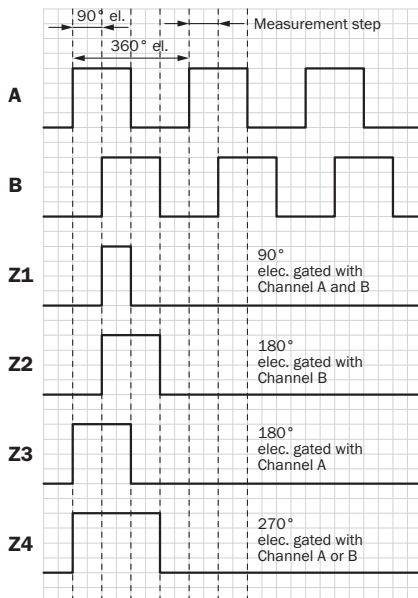 90° el.
Measurement step
360° el.
A
B
Z1
90°
elec. gated with
Channel A and B
Z2
180°
elec. gated with
Channel B
Z3
180°
elec. gated with
Channel A
Z4
270°
elec. gated with
Channel A or B